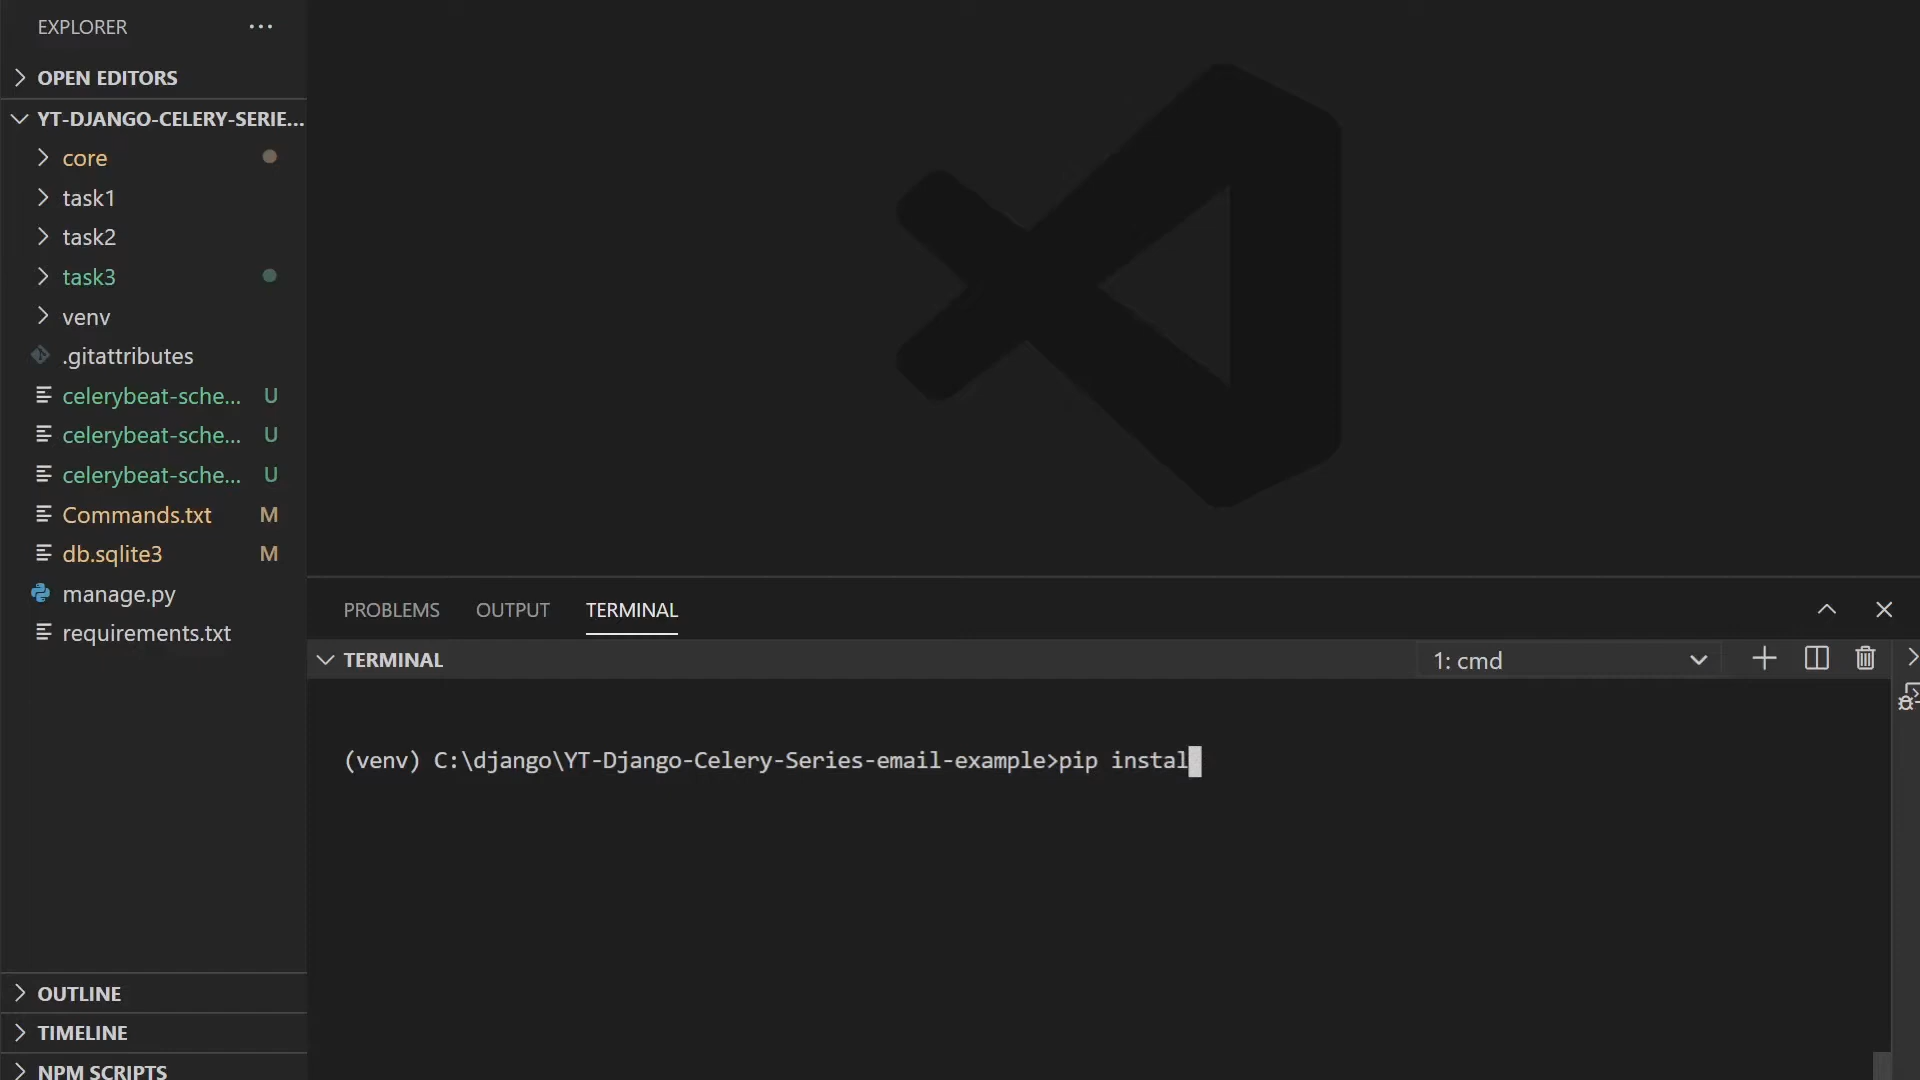 EXPLORER
OPEN EDITORS
YT-DJANGO-CELERY-SERIE...
core
task1
task2
task3
venv
.gitattributes
celerybeat-sche... U
celerybeat-sche... U
celerybeat-sche... U
Commands.txt M
db.sqlite3 M
manage.py
requirements.txt
OUTLINE
TIMELINE
NPM SCRIPTS
PROBLEMS OUTPUT TERMINAL
TERMINAL 1: cmd
(venv) C:\django\YT-Django-Celery-Series-email-example>pip instal